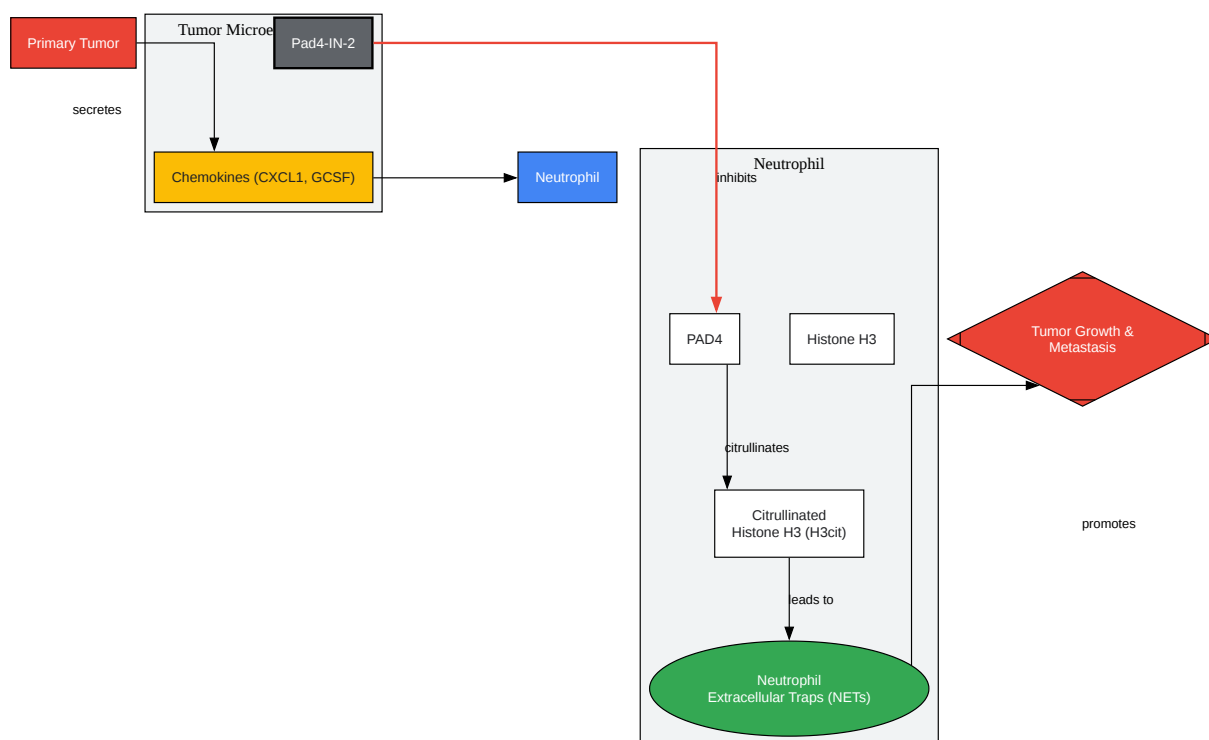 Primary Tumor
Tumor Microe
Pad4-IN-2
secretes
Chemokines (CXCL1, GCSF)
Neutrophil
Neutrophil
inhibits
PAD4
Histone H3
Tumor Growth &
Metastasis
citrullinates
Citrullinated
Histone H3 (H3cit)
promotes
leads to
Neutrophil
Extracellular Traps (NETs)